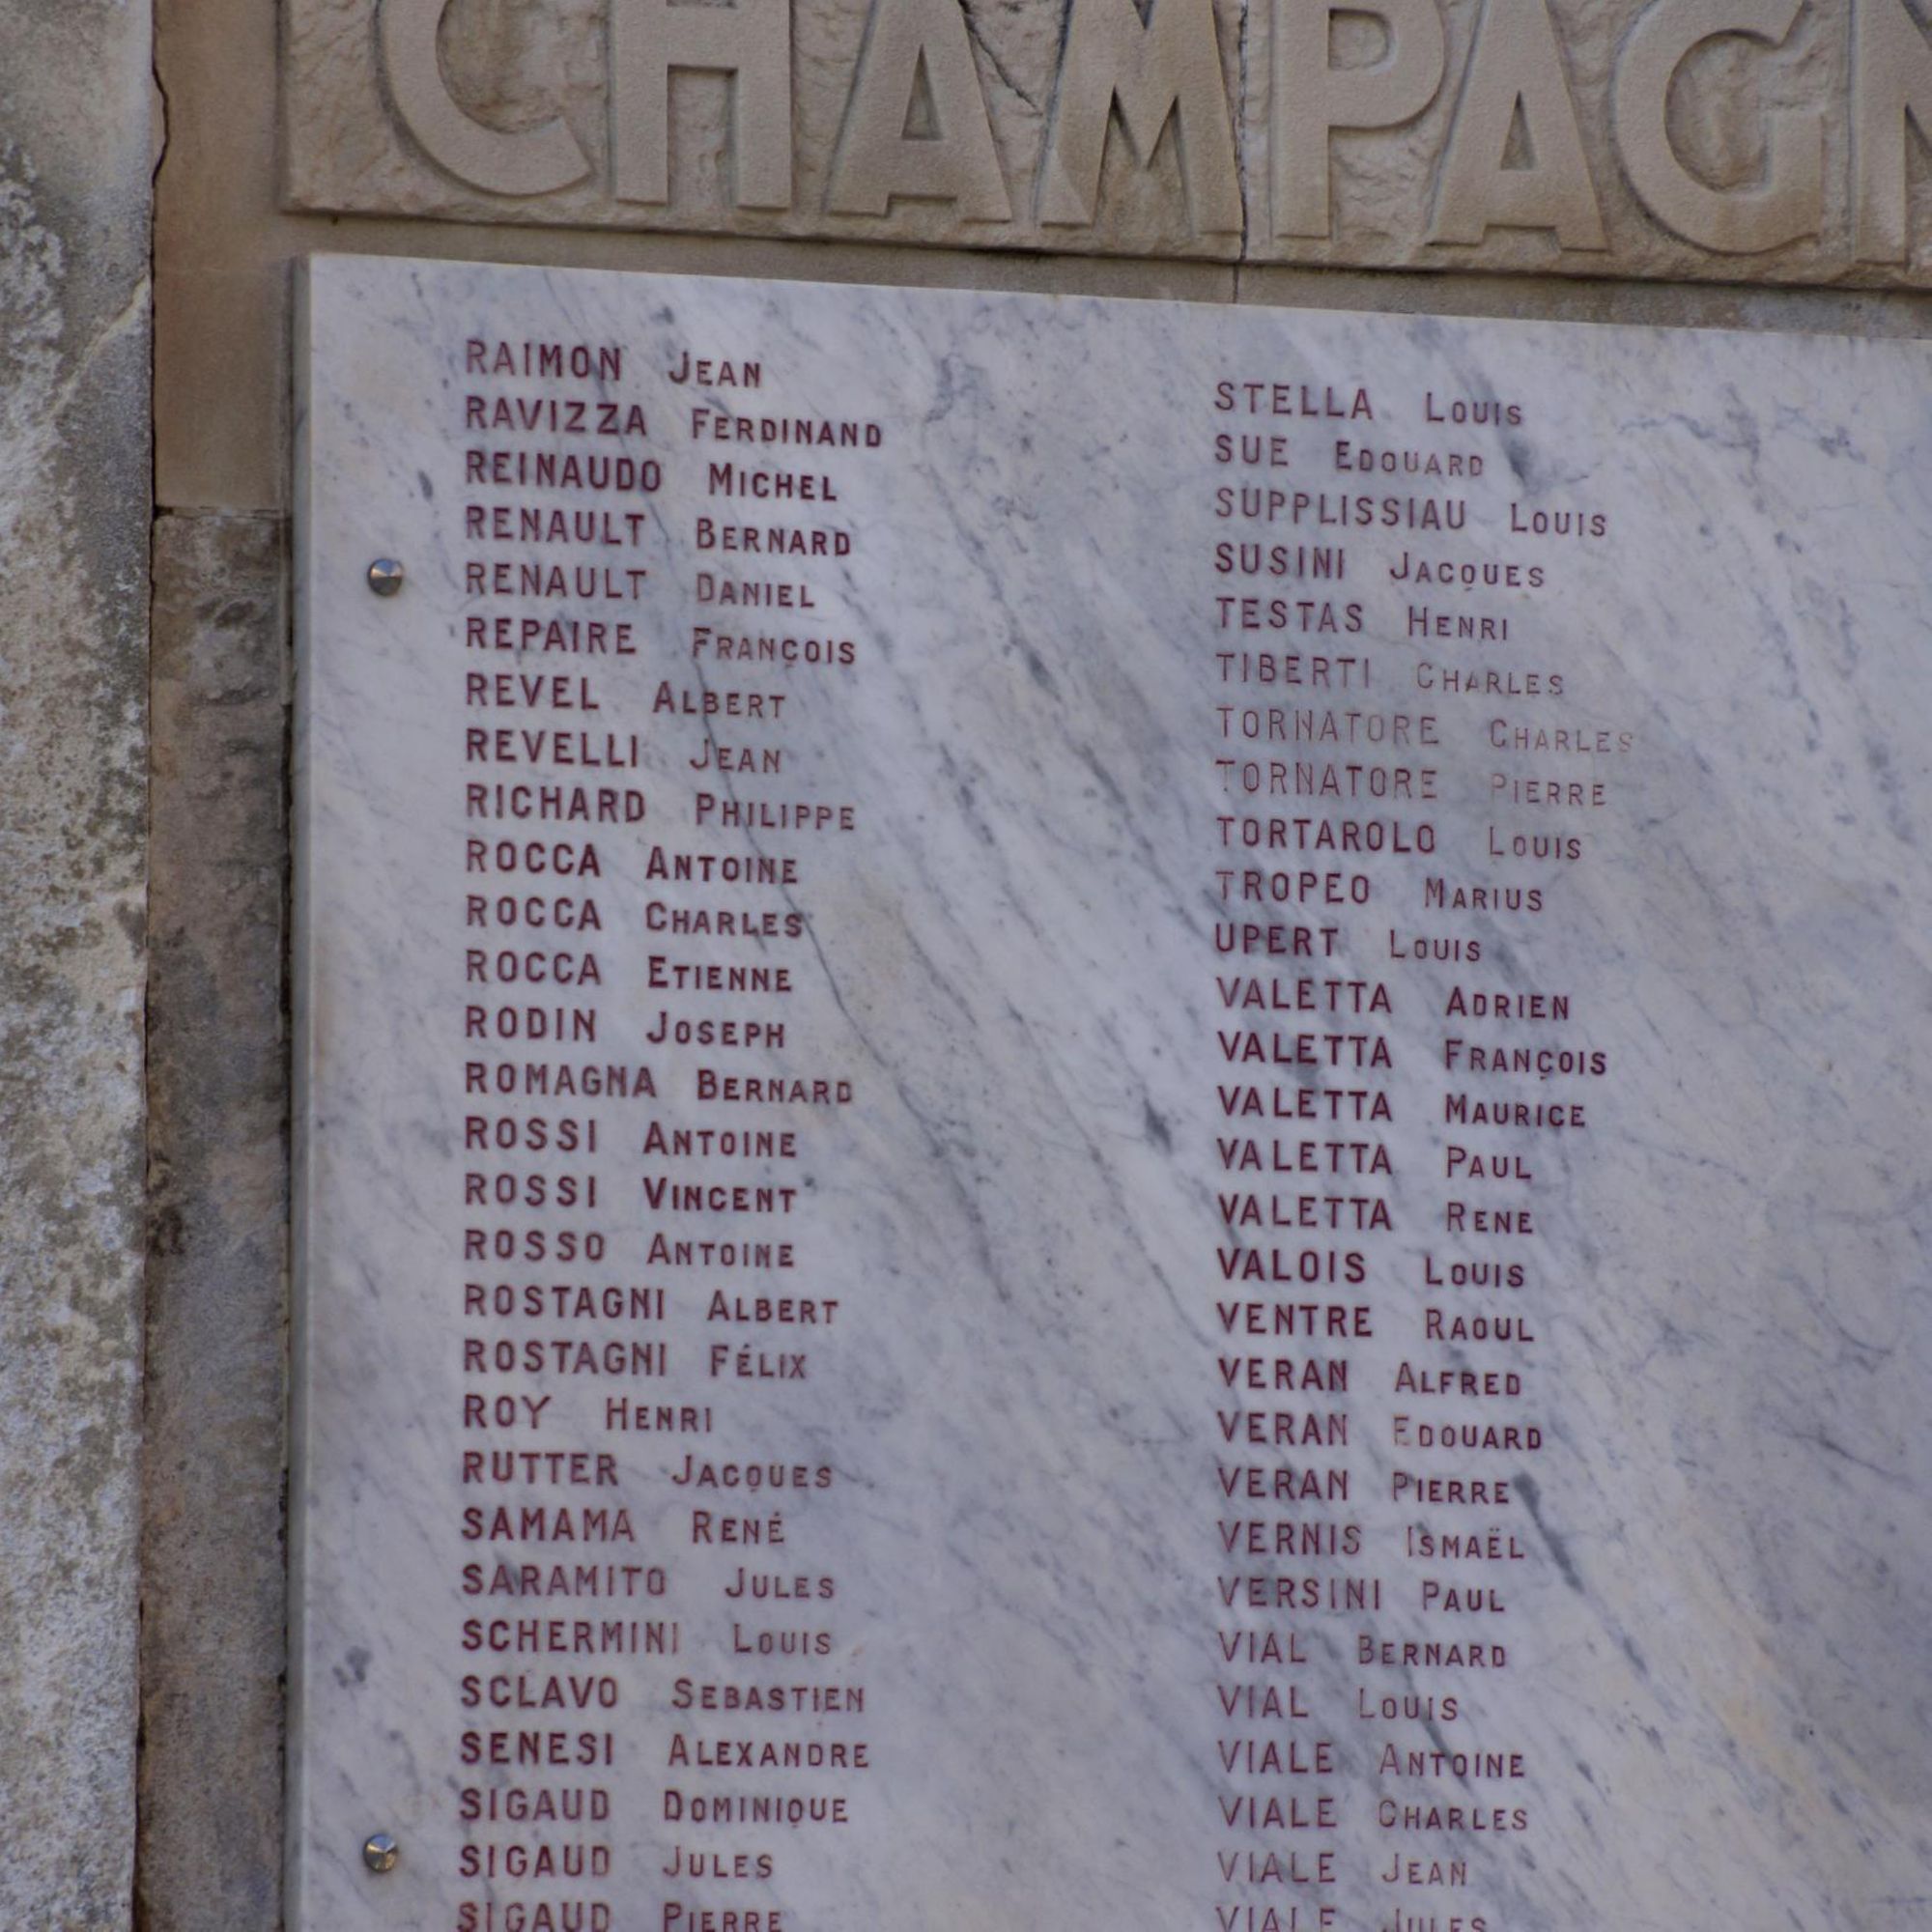 CHAMPAGN
RAIMON JEAN
RAVIZZA FERDINAND
REINAUDO MICHEL
RENAULT BERNARD
RENAULT DANIEL
REPAIRE FRANÇOIS
REVEL ALBERT
REVELLI JEAN
RICHARD PHILIPPE
ROCCA ANTOINE
ROCCA CHARLES
ROCCA ETIENNE
RODIN JOSEPH
ROMAGNA BERNARD
ROSSI ANTOINE
ROSSI VINCENT
ROSSO ANTOINE
ROSTAGNI ALBERT
ROSTAGNI FÉLIX
ROY HENRI
RUTTER JACQUES
SAMAMA RENÉ
SARAMITO JULES
SCHERMINI LOUIS
SCLAVO SEBASTIEN
SENESI ALEXANDRE
SIGAUD DOMINIQUE
SIGAUD JULES
SIGAUD PIERRE
STELLA LOUIS
SUE EDOUARD
SUPPLISSIAU LOUIS
SUSINI JACQUES
TESTAS HENRI
TIBERTI CHARLES
TORNATORE CHARLES
TORNATORE PIERRE
TORTAROLO LOUIS
TROPEO MARIUS
UPERT LOUIS
VALETTA ADRIEN
VALETTA FRANÇOIS
VALETTA MAURICE
VALETTA PAUL
VALETTA RENE
VALOIS LOUIS
VENTRE RAOUL
VERAN ALFRED
VERAN EDOUARD
VERAN PIERRE
VERNIS ISMAËL
VERSINI PAUL
VIAL BERNARD
VIAL LOUIS
VIALE ANTOINE
VIALE CHARLES
VIALE JEAN
VIALE JULES